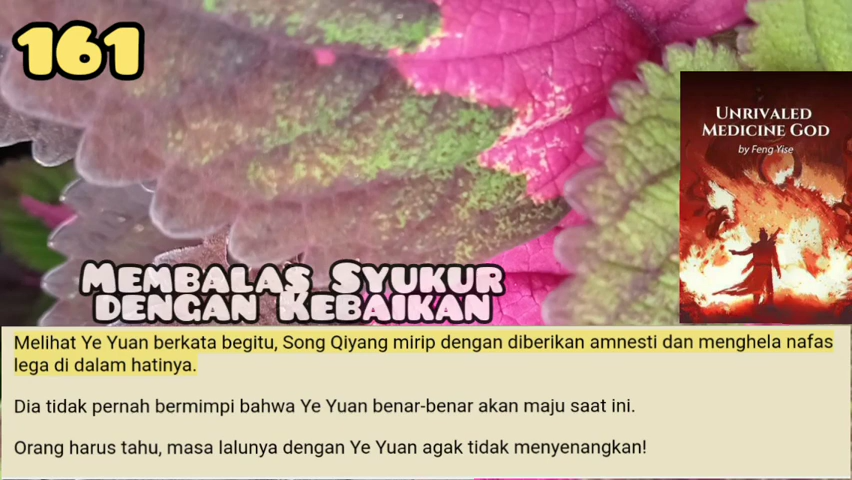 161
UNRIVALED
MEDICINE GOD
by Feng Yise
MEMBALAS SYUKUR
DENGAN KEBAIKAN
Melihat Ye Yuan berkata begitu, Song Qiyang mirip dengan diberikan amnesti dan menghela nafas
lega di dalam hatinya.
Dia tidak pernah bermimpi bahwa Ye Yuan benar-benar akan maju saat ini.
Orang harus tahu, masa lalunya dengan Ye Yuan agak tidak menyenangkan!